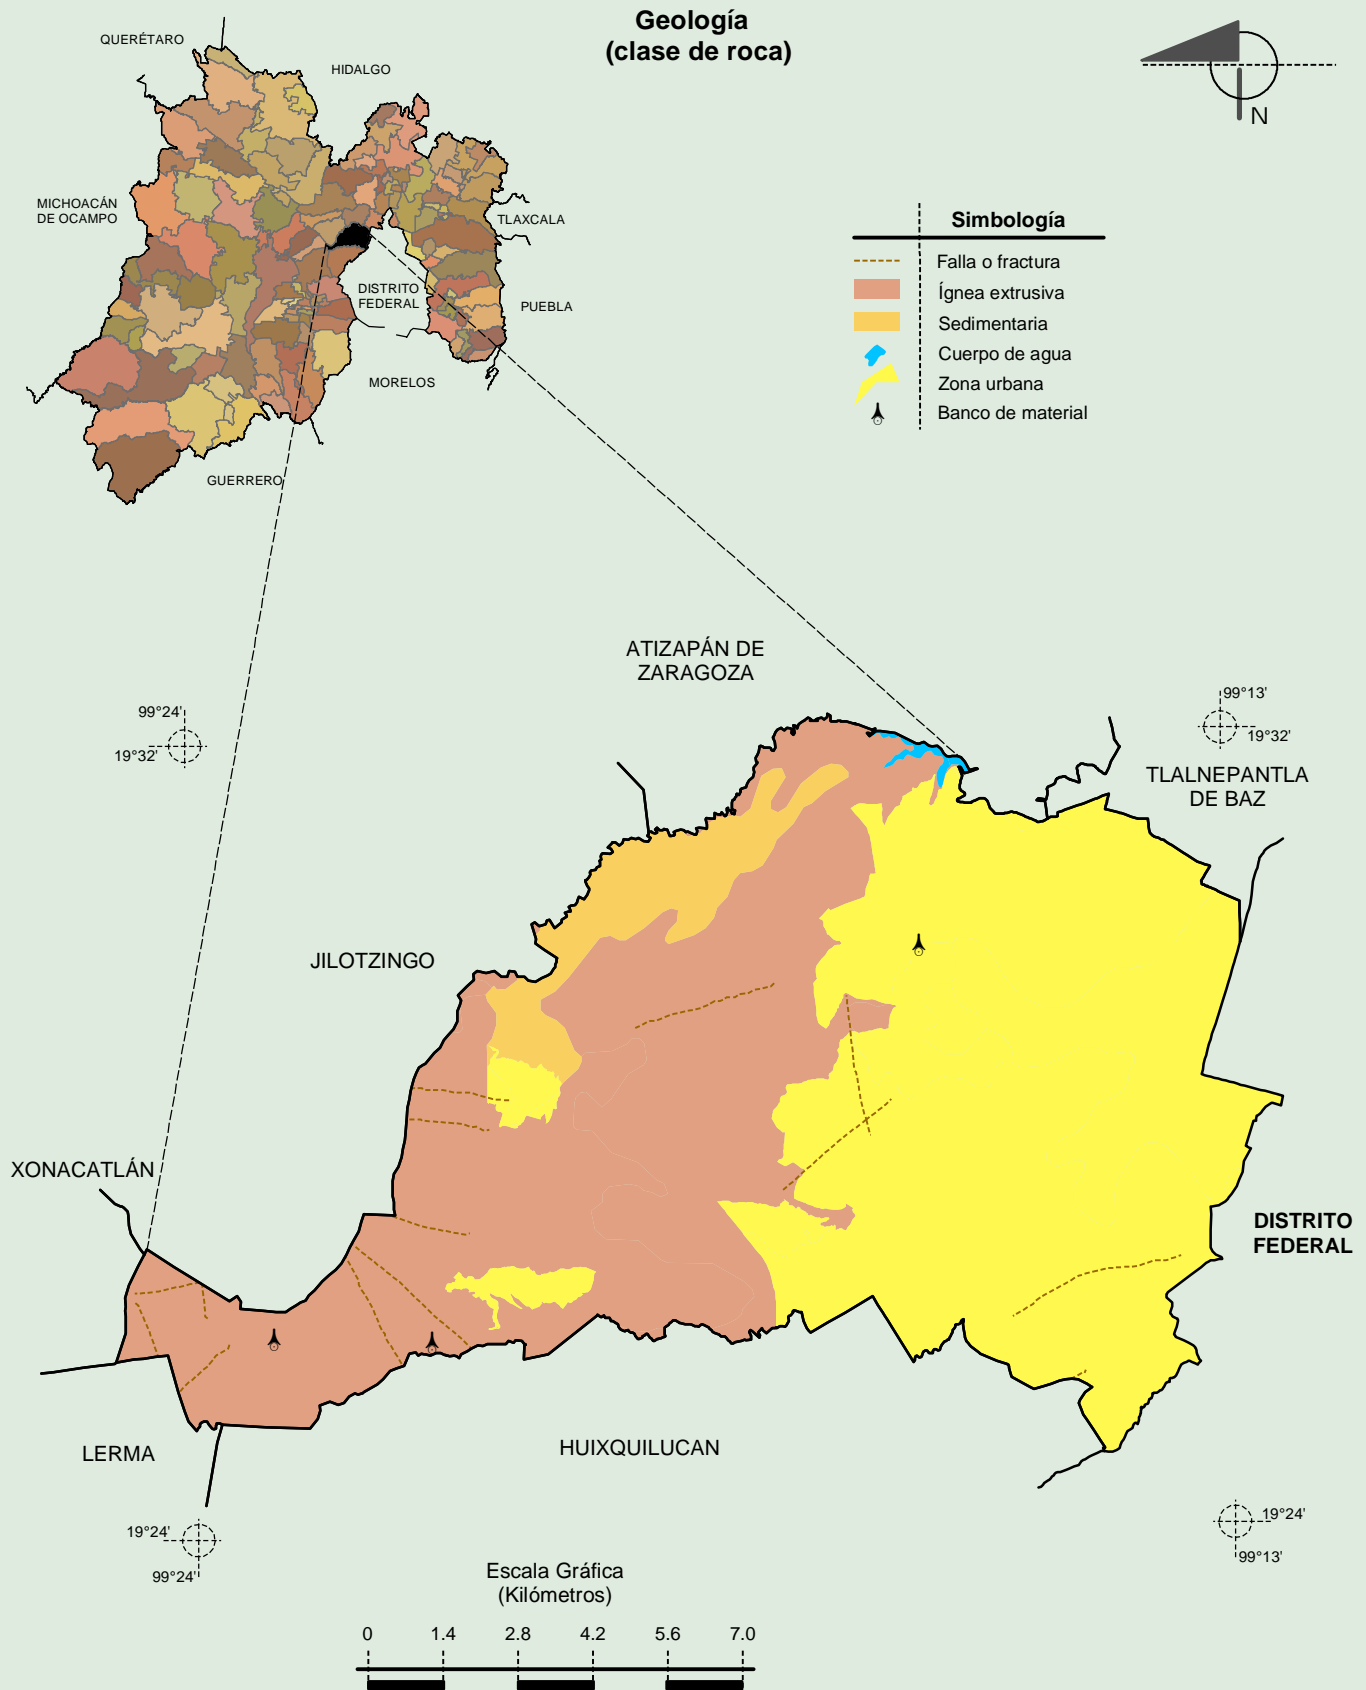 Geología
(clase de roca)
QUERÉTARO
HIDALGO
N
MICHOACÁN
DE OCAMPO
TLAXCALA
DISTRITO
FEDERAL
PUEBLA
MORELOS
GUERRERO
Simbología
Falla o fractura
Ígnea extrusiva
Sedimentaria
Cuerpo de agua
Zona urbana
Banco de material
ATIZAPÁN DE
ZARAGOZA
99°24'
19°32'
99°13'
19°32'
TLALNEPANTLA
DE BAZ
JILOTZINGO
XONACATLÁN
DISTRITO
FEDERAL
LERMA
HUIXQUILUCAN
19°24'
99°24'
19°24'
99°13'
Escala Gráfica
(Kilómetros)
0 1.4 2.8 4.2 5.6 7.0